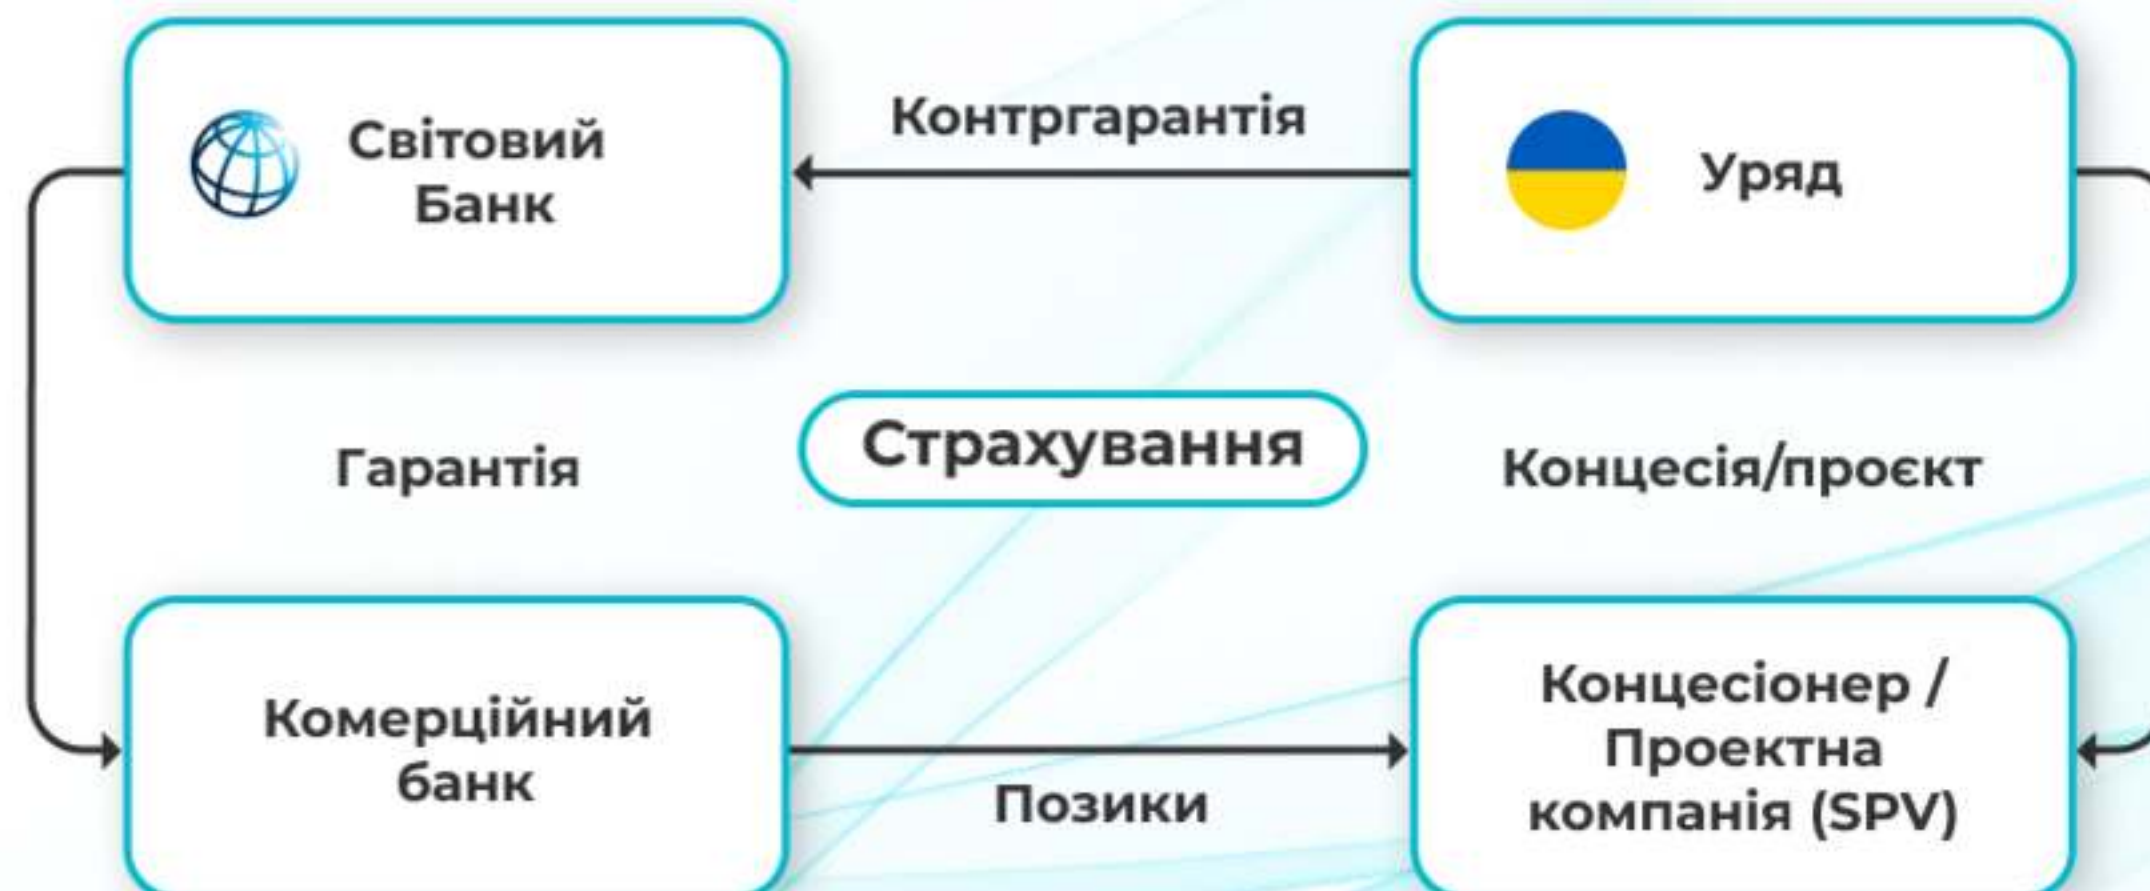 Світовий
Банк
Контргарантія
Уряд
Гарантія
Страхування
Концесія/проєкт
Комерційний
банк
Позики
Концесіонер /
Проектна
компанія (SPV)